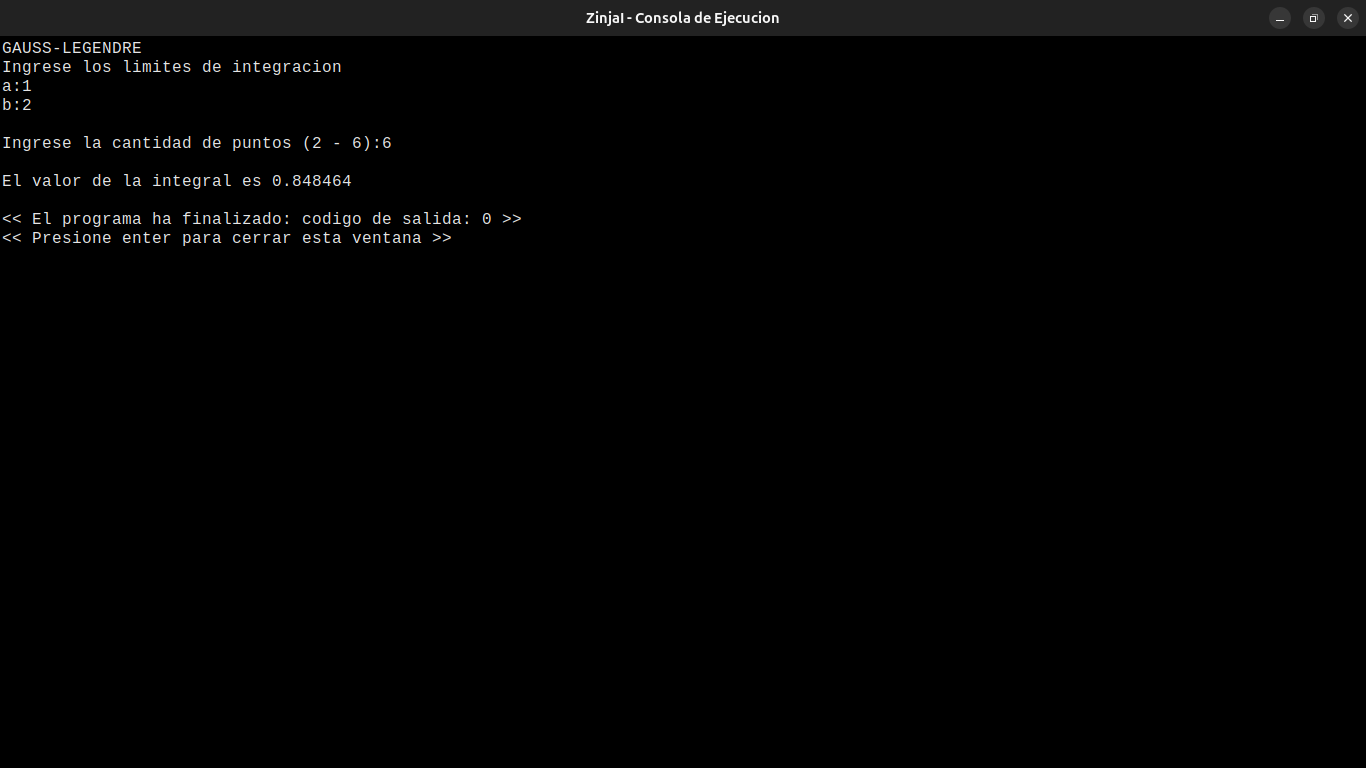 ZinjaI - Consola de Ejecucion
GAUSS-LEGENDRE
Ingrese los limites de integracion
a:1
b:2
Ingrese la cantidad de puntos (2 - 6):6
El valor de la integral es 0.848464
<< El programa ha finalizado: codigo de salida: 0 >>
<< Presione enter para cerrar esta ventana >>